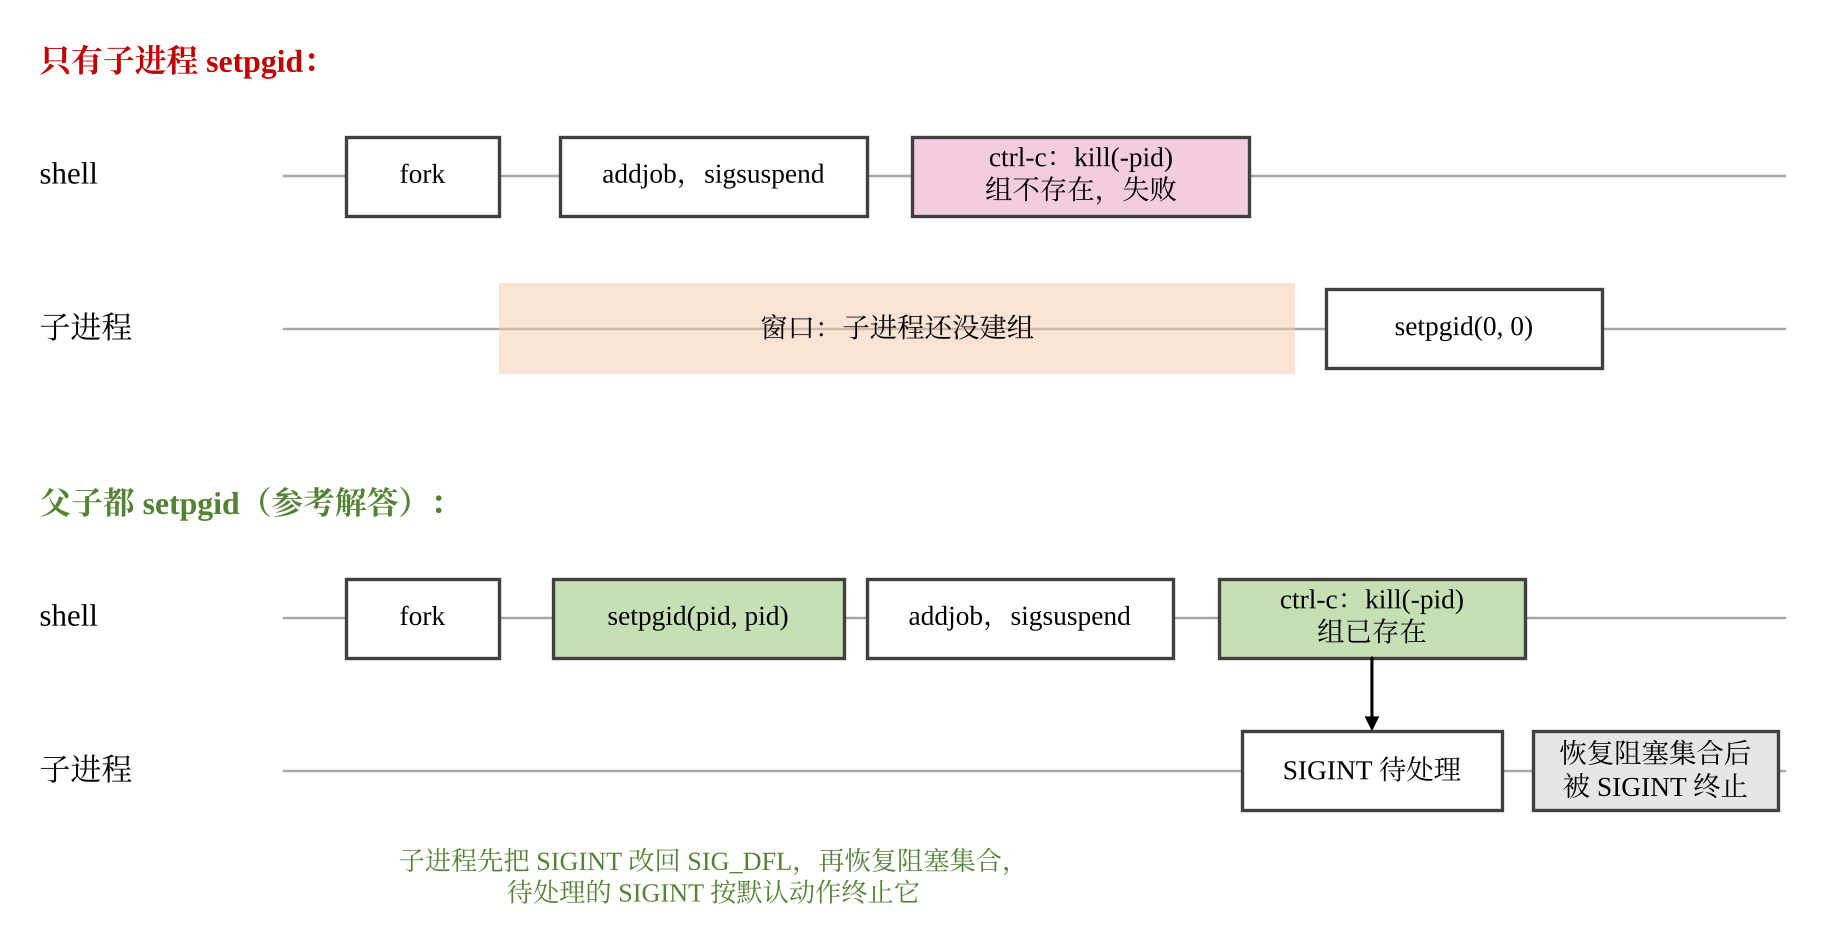 只有子进程 setpgid：
shell
fork
addjob，sigsuspend
ctrl-c：kill(-pid)
组不存在，失败
子进程
窗口：子进程还没建组
setpgid(0, 0)
父子都 setpgid（参考解答）：
shell
fork
setpgid(pid, pid)
addjob，sigsuspend
ctrl-c：kill(-pid)
组已存在
子进程
SIGINT 待处理
恢复阻塞集合后
被 SIGINT 终止
子进程先把 SIGINT 改回 SIG_DFL，再恢复阻塞集合，
待处理的 SIGINT 按默认动作终止它